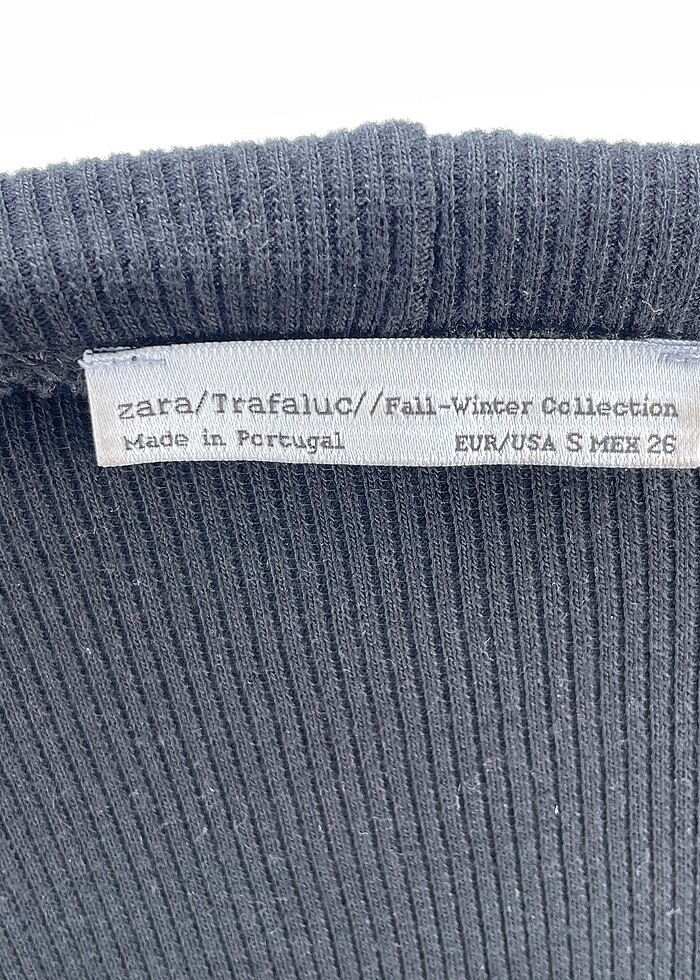 zara/Trafaluc//Fall-Winter Collection
Made in Portugal EUR/USA S MEX 26